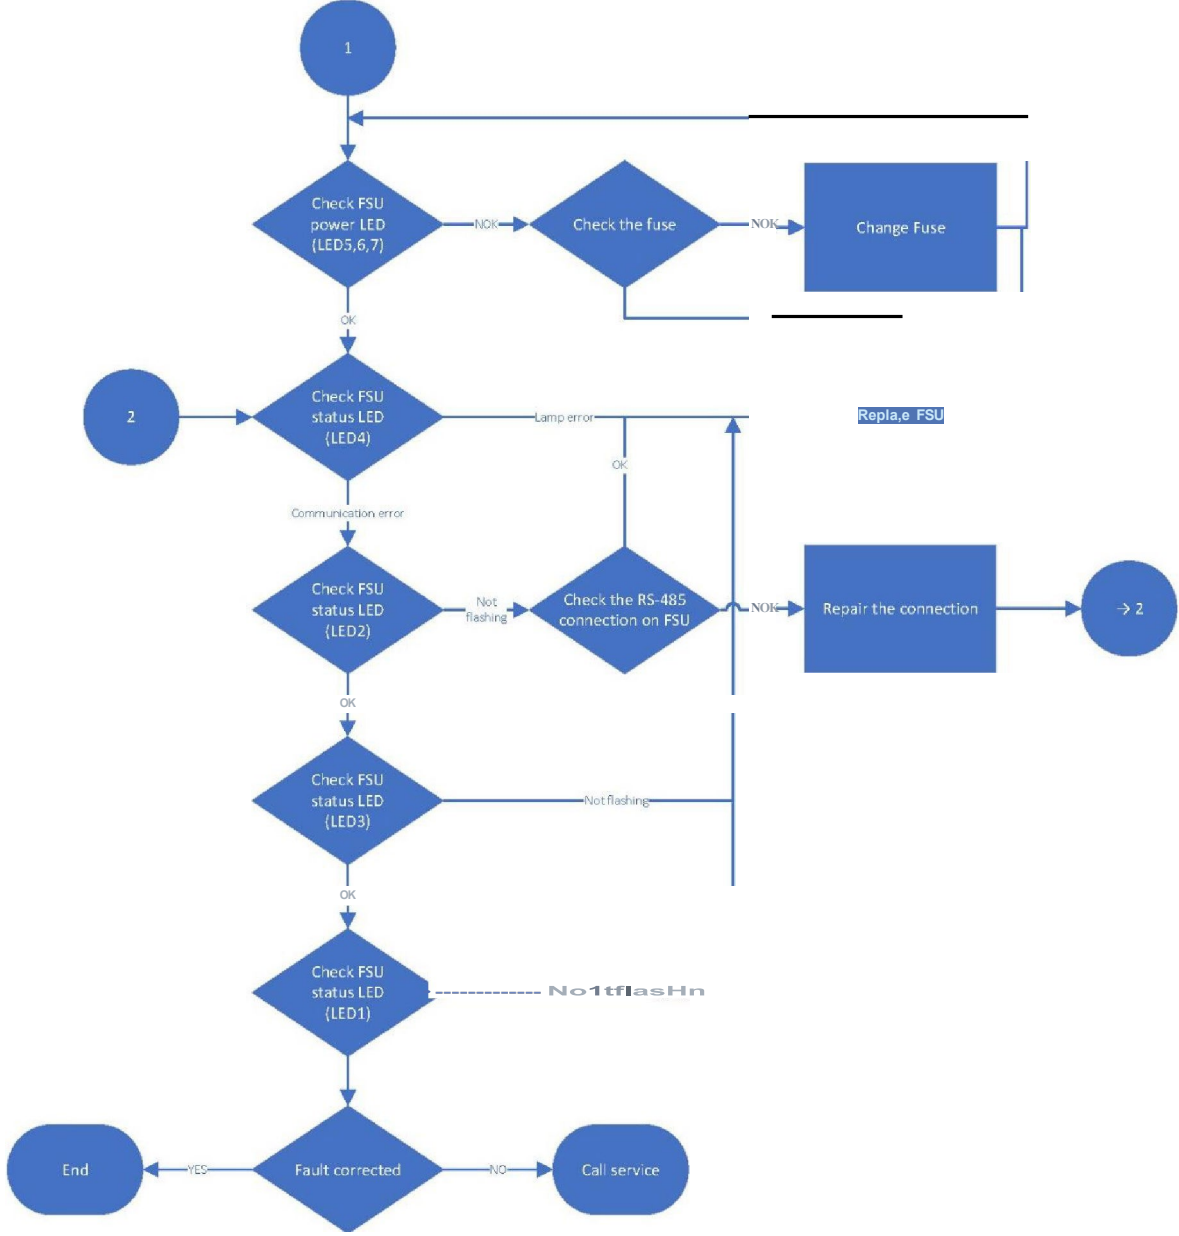 1
Check FSU
power LED
(LED5,6,7)
NOK
Check the fuse
NOK
Change Fuse
OK
2
Check FSU
status LED
(LED4)
Lamp error
Repla,e FSU
OK
Communication error
Check FSU
status LED
(LED2)
Not
flashing
Check the RS-485
connection on FSU
NOK
Repair the connection
→ 2
OK
Check FSU
status LED
(LED3)
Not flashing
OK
Check FSU
status LED
(LED1)
No1tflasHn
End
YES
Fault corrected
NO
Call service